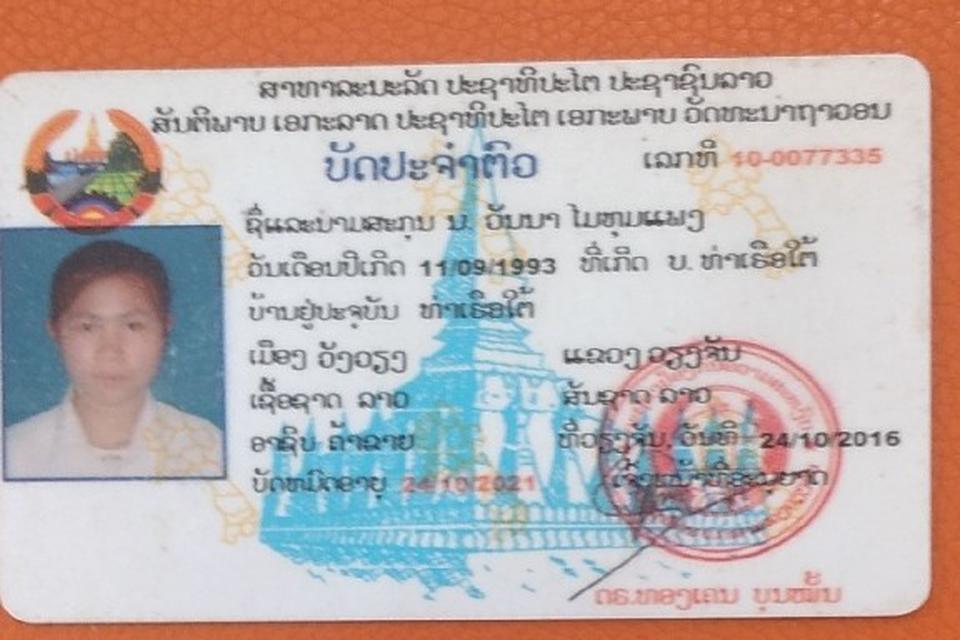 ສາທາລະນະລັດ ປະຊາທິປະໄຕ ປະຊາຊົນລາວ
ສັນຕິພາບ ເອກະລາດ ປະຊາທິປະໄຕ ເອກະພາບ ວັດທະນາຖາວອນ
ບັດປະຈຳຕົວ ເລກທີ 10-0077335
ຊື່ແລະນາມສະກຸນ ນ. ວັນນາ ໄນທຸມແພງ
ວັນເດືອນປີເກີດ 11/09/1993 ທີ່ເກີດ ບ. ທ່າເຮືອໃຕ້
ບ້ານຢູ່ປະຈຸບັນ ທ່າເຮືອໃຕ້
ເມືອງ ວັງວຽງ ແຂວງ ວຽງຈັນ
ເຊື້ອຊາດ ລາວ ສັນຊາດ ລາວ
ອາຊີບ ຄ້າຂາຍ ທີ່ວຽງຈັນ, ວັນທີ 24/10/2016
ບັດໝົດອາຍຸ 24/10/2021 ເຈົ້າໜ້າທີ່ອະນຸຍາດ
ດຣ.ທອງເຄນ ບຸນໝັ້ນ